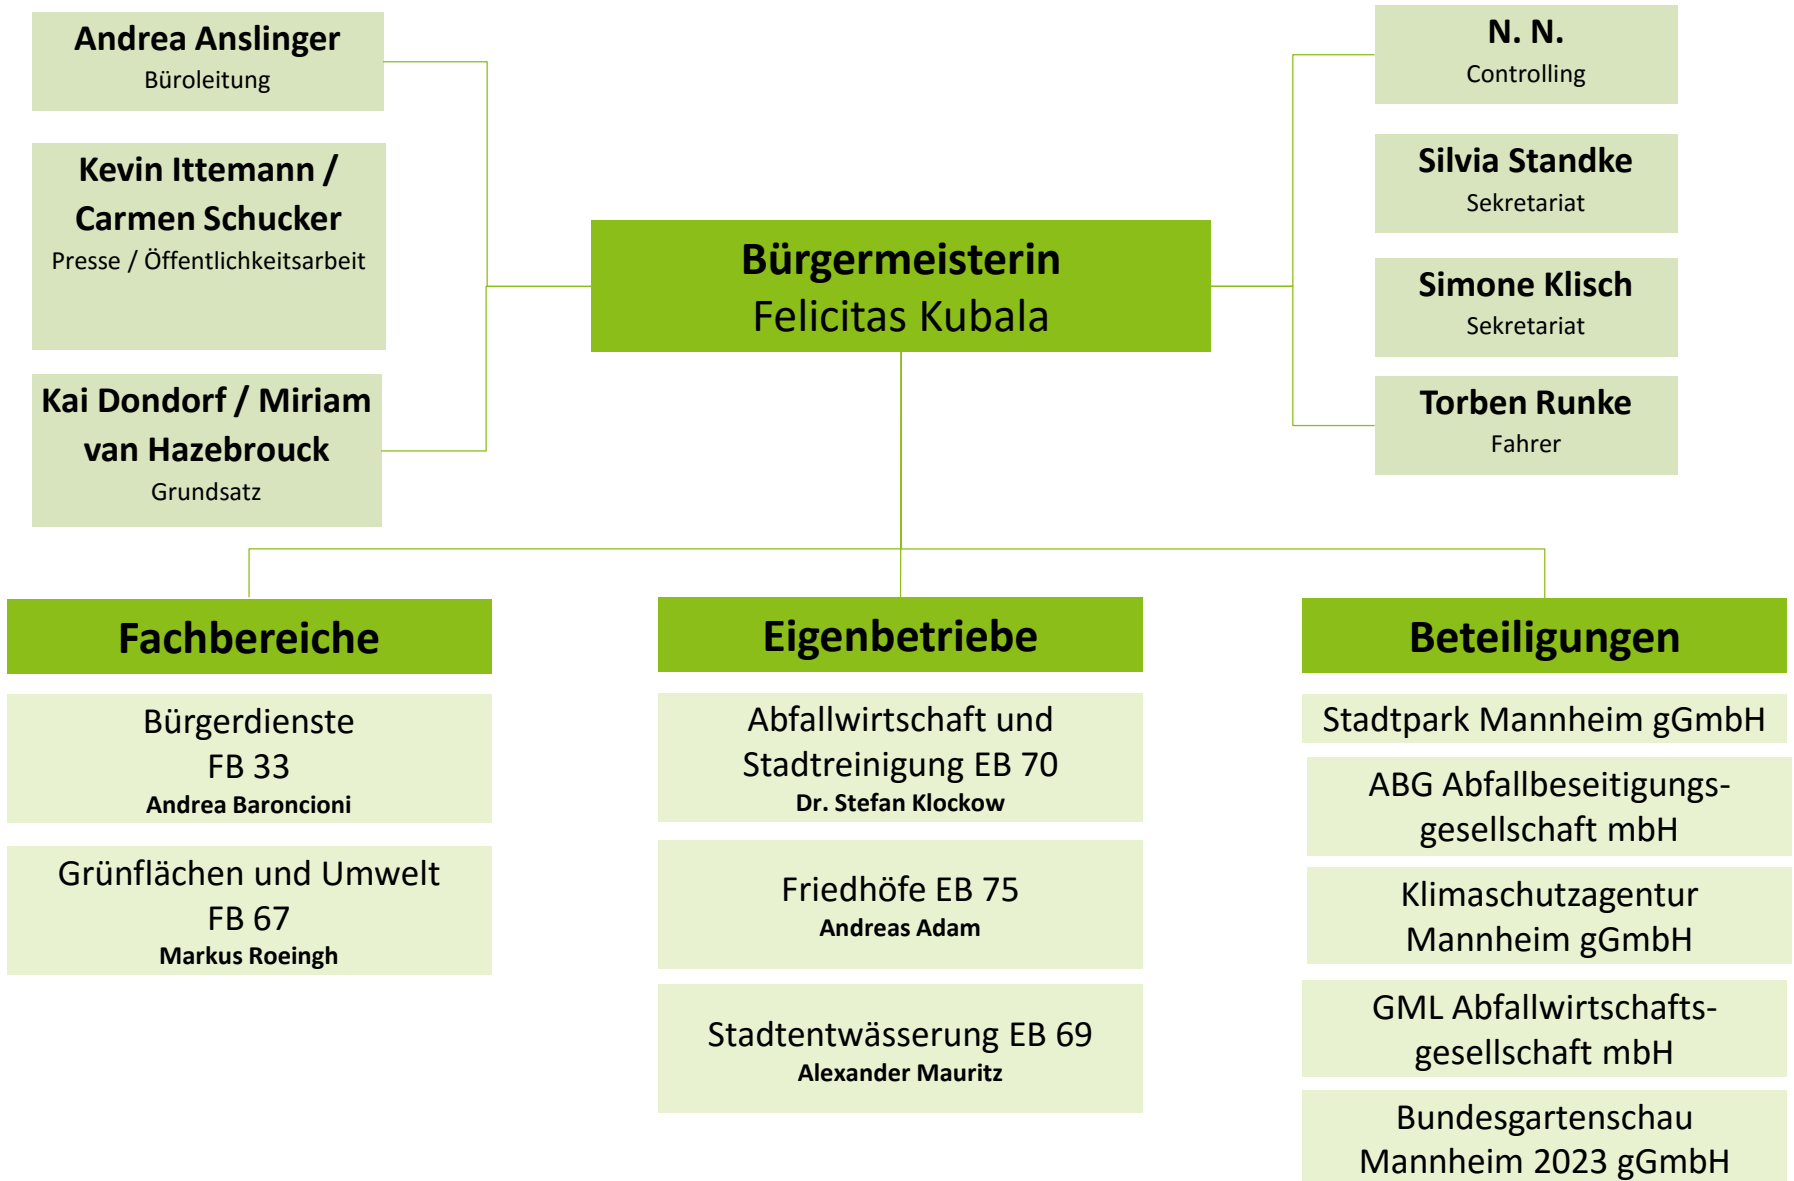 Andrea Anslinger
Büroleitung
Kevin Ittemann /
Carmen Schucker
Presse / Öffentlichkeitsarbeit
Kai Dondorf / Miriam
van Hazebrouck
Grundsatz
Bürgermeisterin
Felicitas Kubala
N. N.
Controlling
Silvia Standke
Sekretariat
Simone Klisch
Sekretariat
Torben Runke
Fahrer
Fachbereiche
Bürgerdienste
FB 33
Andrea Baroncioni
Grünflächen und Umwelt
FB 67
Markus Roeingh
Eigenbetriebe
Abfallwirtschaft und
Stadtreinigung EB 70
Dr. Stefan Klockow
Friedhöfe EB 75
Andreas Adam
Stadtentwässerung EB 69
Alexander Mauritz
Beteiligungen
Stadtpark Mannheim gGmbH
ABG Abfallbeseitigungs-
gesellschaft mbH
Klimaschutzagentur
Mannheim gGmbH
GML Abfallwirtschafts-
gesellschaft mbH
Bundesgartenschau
Mannheim 2023 gGmbH